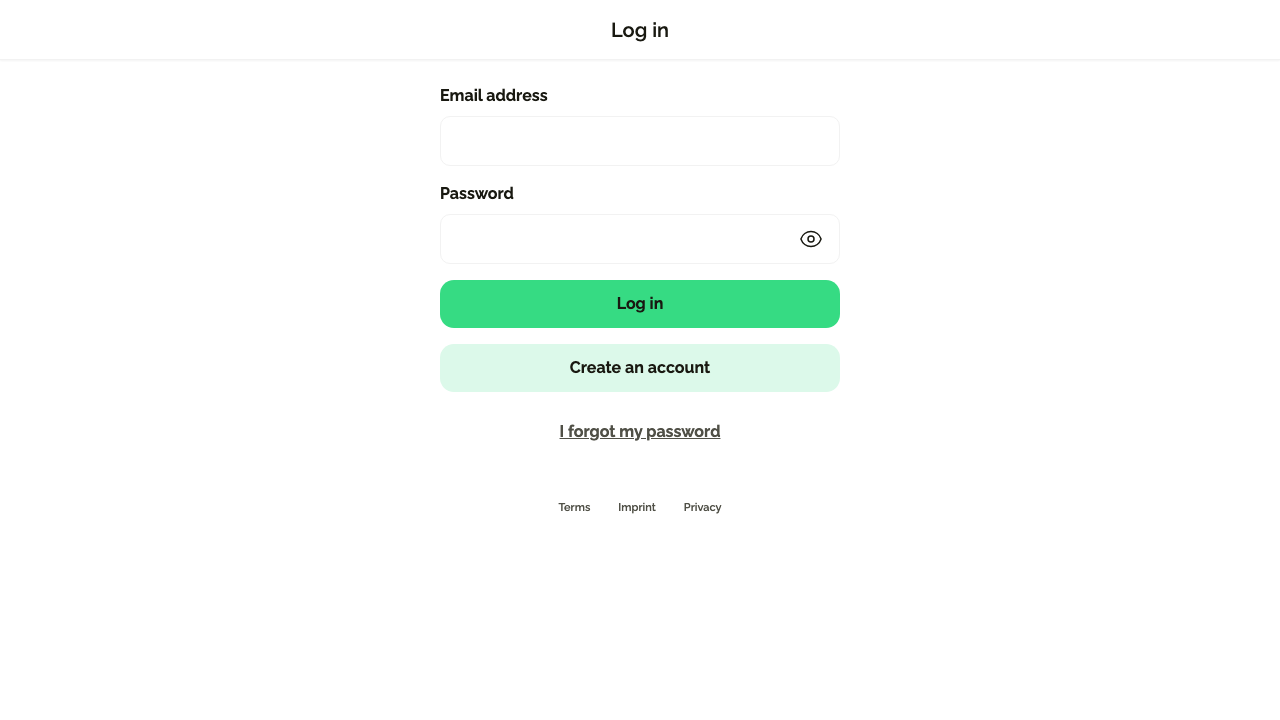 Log in
Email address
Password
Log in
Create an account
I forgot my password
Terms Imprint Privacy